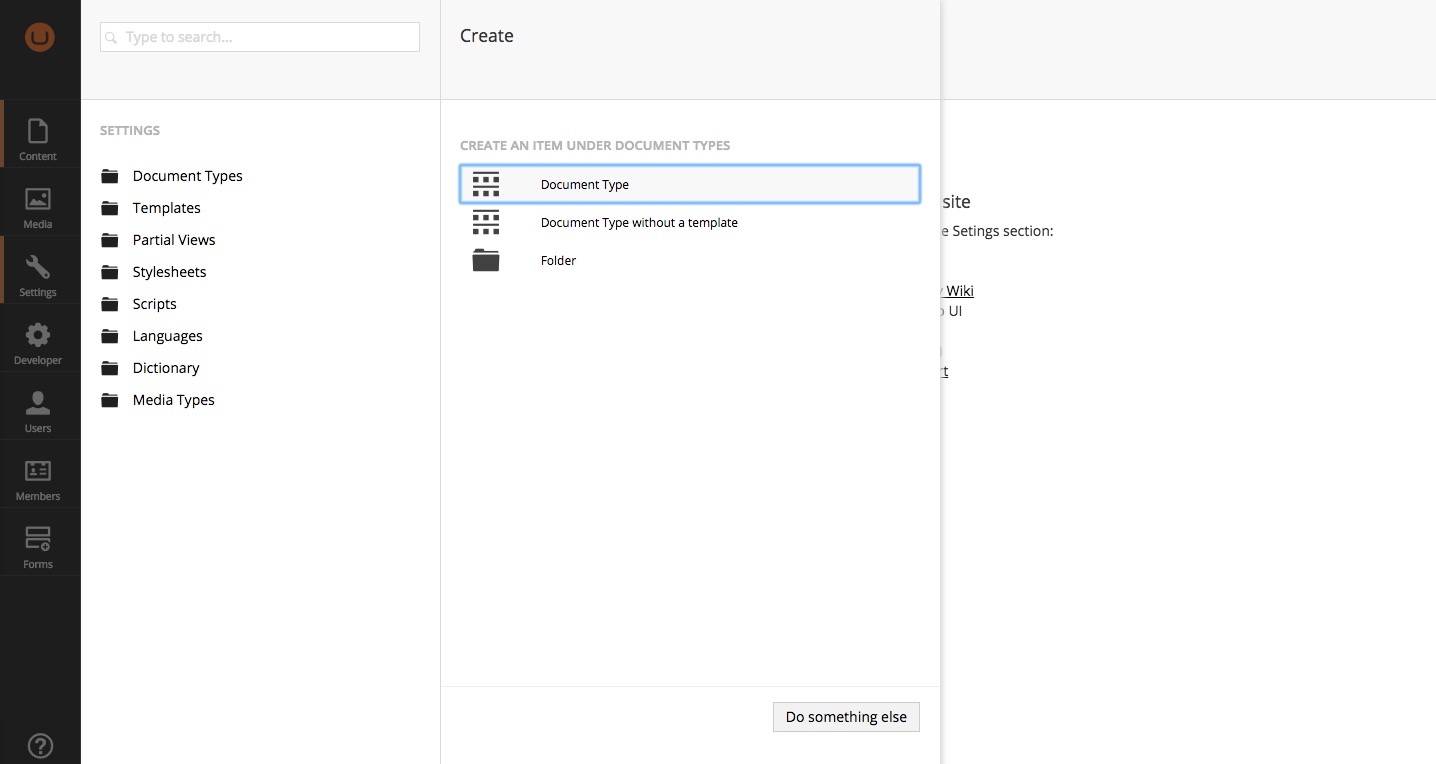 Type to search...
Content
Media
Settings
Developer
Users
Members
Forms
SETTINGS
Document Types
Templates
Partial Views
Stylesheets
Scripts
Languages
Dictionary
Media Types
Create
CREATE AN ITEM UNDER DOCUMENT TYPES
Document Type
Document Type without a template
Folder
Do something else
site
e Setings section:
Wiki
UI